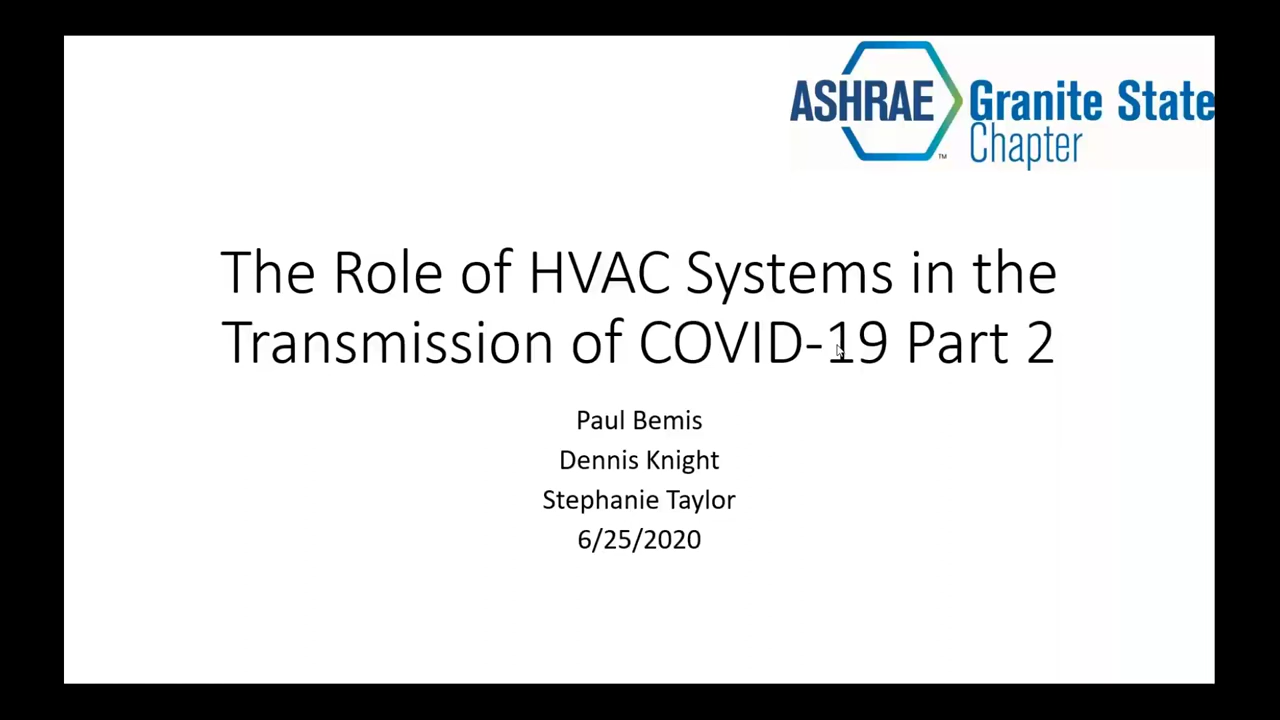 ASHRAE Granite State
Chapter
™
The Role of HVAC Systems in the
Transmission of COVID-19 Part 2
Paul Bemis
Dennis Knight
Stephanie Taylor
6/25/2020